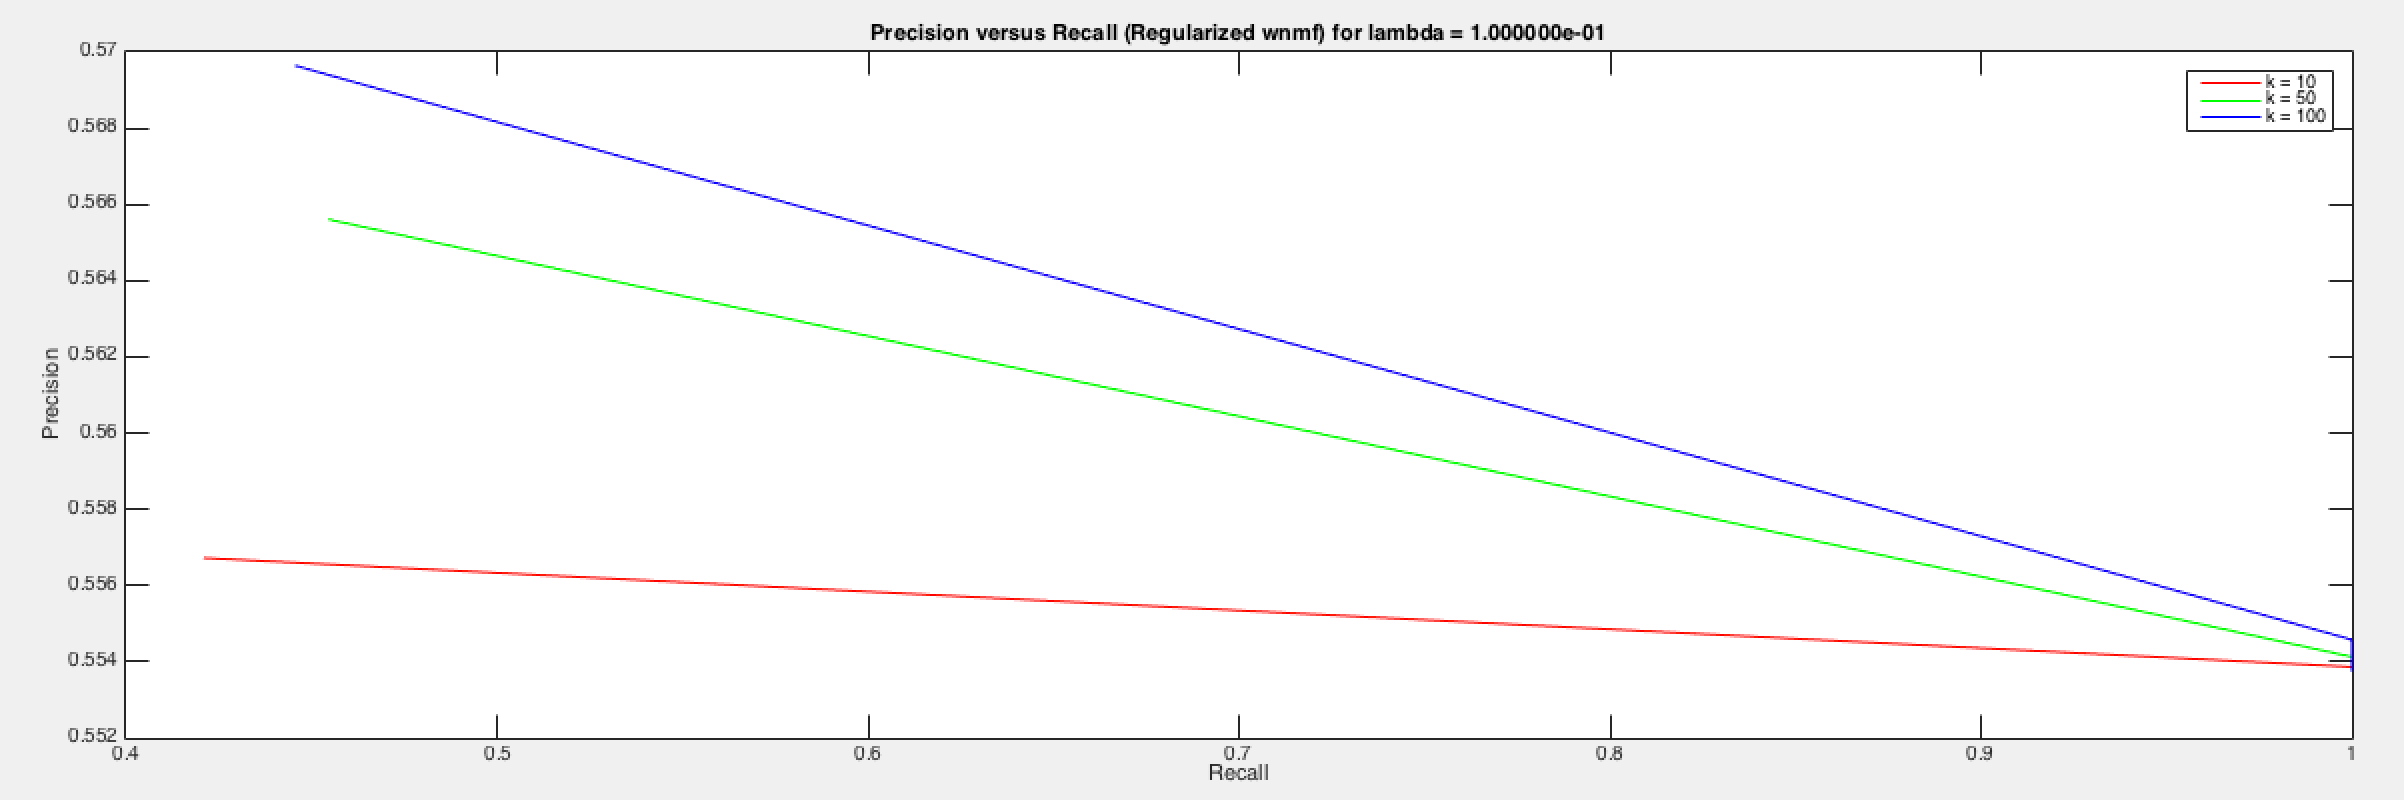 Precision versus Recall (Regularized wnmf) for lambda = 1.000000e-01
0.57
0.568
0.566
0.564
0.562
0.56
0.558
0.556
0.554
0.552
Precision
k = 10
k = 50
k = 100
0.4 0.5 0.6 0.7 0.8 0.9 1
Recall